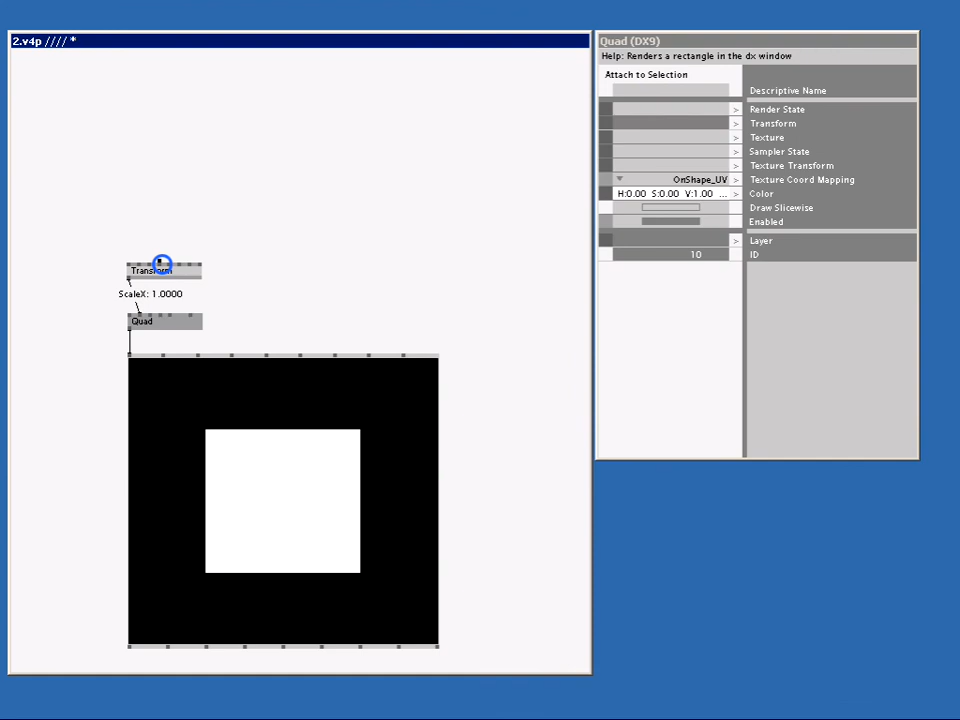 2.v4p //// *
Transform
ScaleX: 1.0000
Quad
Quad (DX9)
Help: Renders a rectangle in the dx window
Attach to Selection
Descriptive Name
> Render State
> Transform
> Texture
> Sampler State
> Texture Transform
OnShape_UV > Texture Coord Mapping
H:0.00 S:0.00 V:1.00 ... > Color
Draw Slicewise
Enabled
> Layer
10 ID